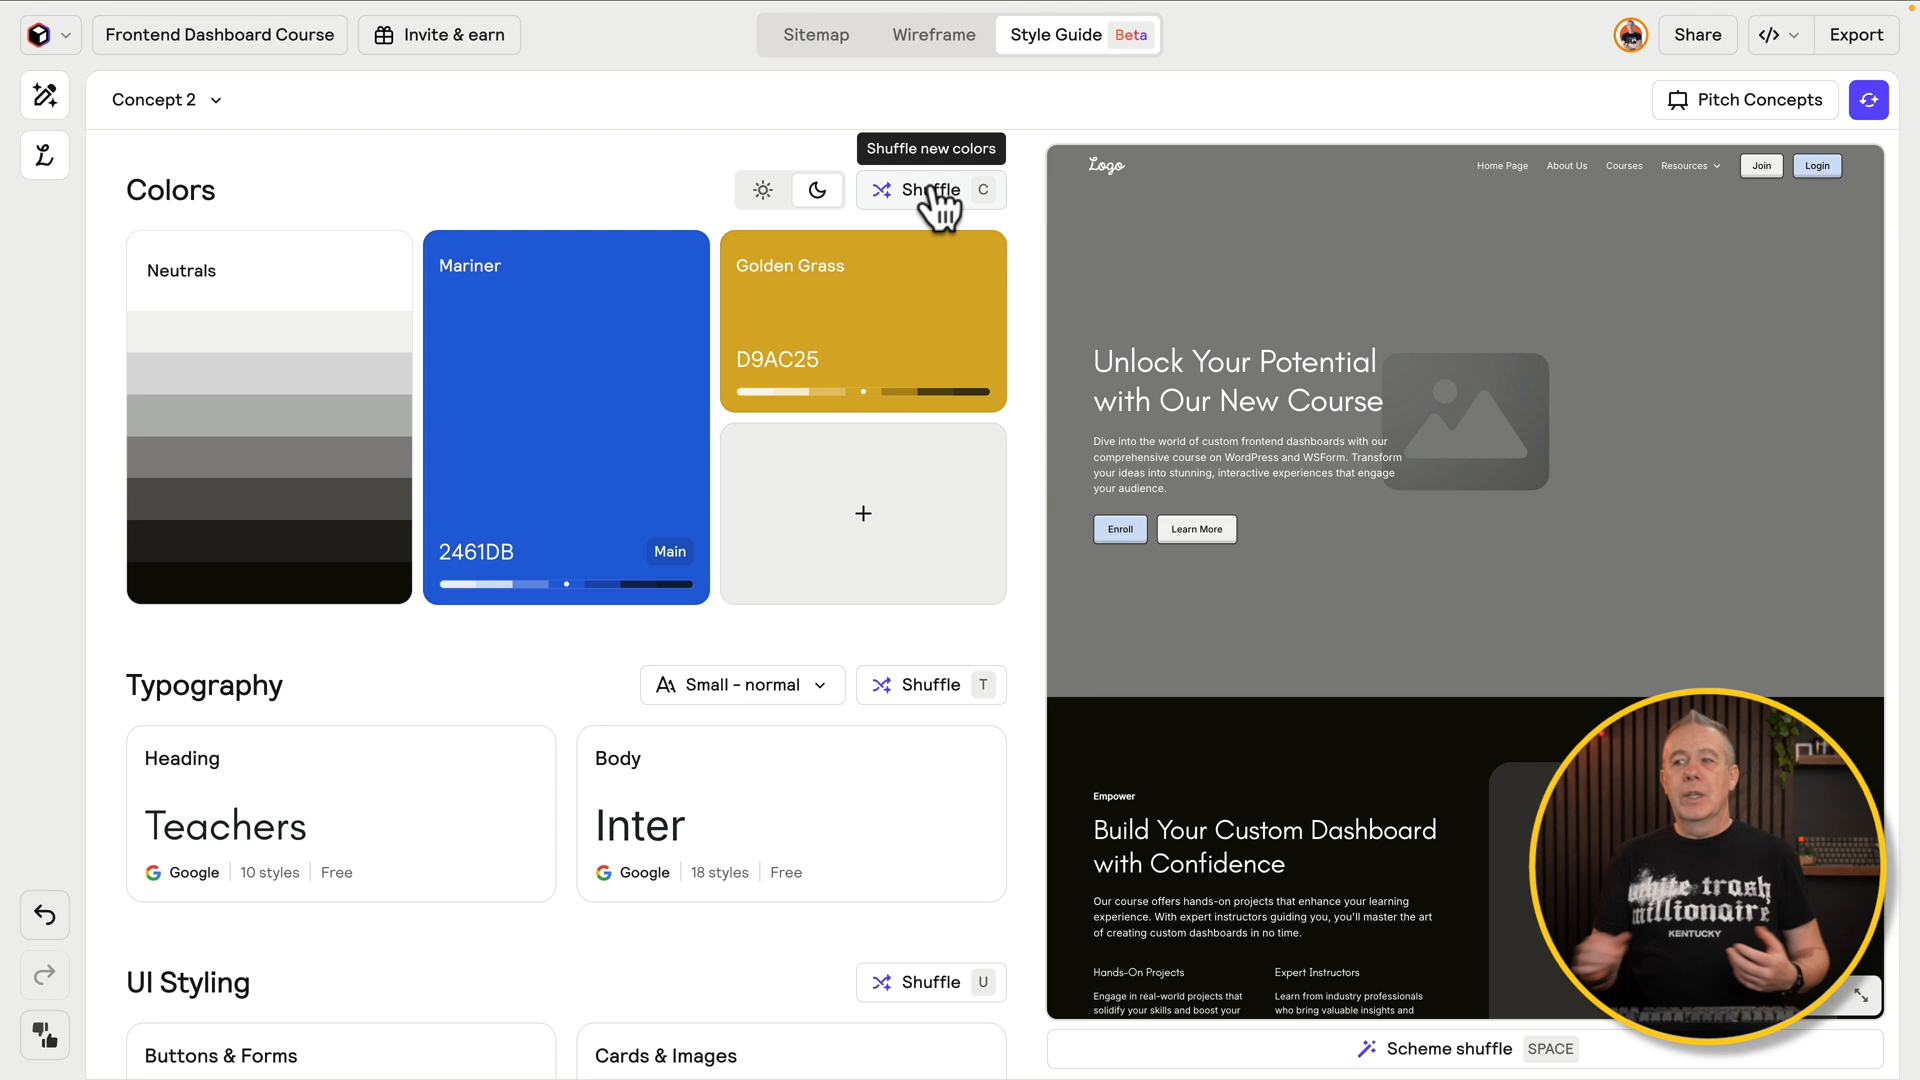 Frontend Dashboard Course
Invite & earn
Sitemap
Wireframe
Style Guide Beta
Share
</>
Export
Concept 2
Pitch Concepts
Shuffle new colors
Colors
Shuffle C
Neutrals
Mariner
2461DB
Main
Golden Grass
D9AC25
+
Typography
Small - normal
Shuffle T
Heading
Teachers
Google
10 styles
Free
Body
Inter
Google
18 styles
Free
UI Styling
Shuffle U
Buttons & Forms
Cards & Images
Logo
Home Page
About Us
Courses
Resources
Join
Login
Unlock Your Potential
with Our New Course
Dive into the world of custom frontend dashboards with our
comprehensive course on WordPress and WSForm. Transform
your ideas into stunning, interactive experiences that engage
your audience.
Enroll
Learn More
Empower
Build Your Custom Dashboard
with Confidence
Our course offers hands-on projects that enhance your learning
experience. With expert instructors guiding you, you'll master the art
of creating custom dashboards in no time.
Hands-On Projects
Engage in real-world projects that
solidify your skills and boost your
Expert Instructors
Learn from industry professionals
who bring valuable insights and
Scheme shuffle SPACE
white trash
millionaire
KENTUCKY